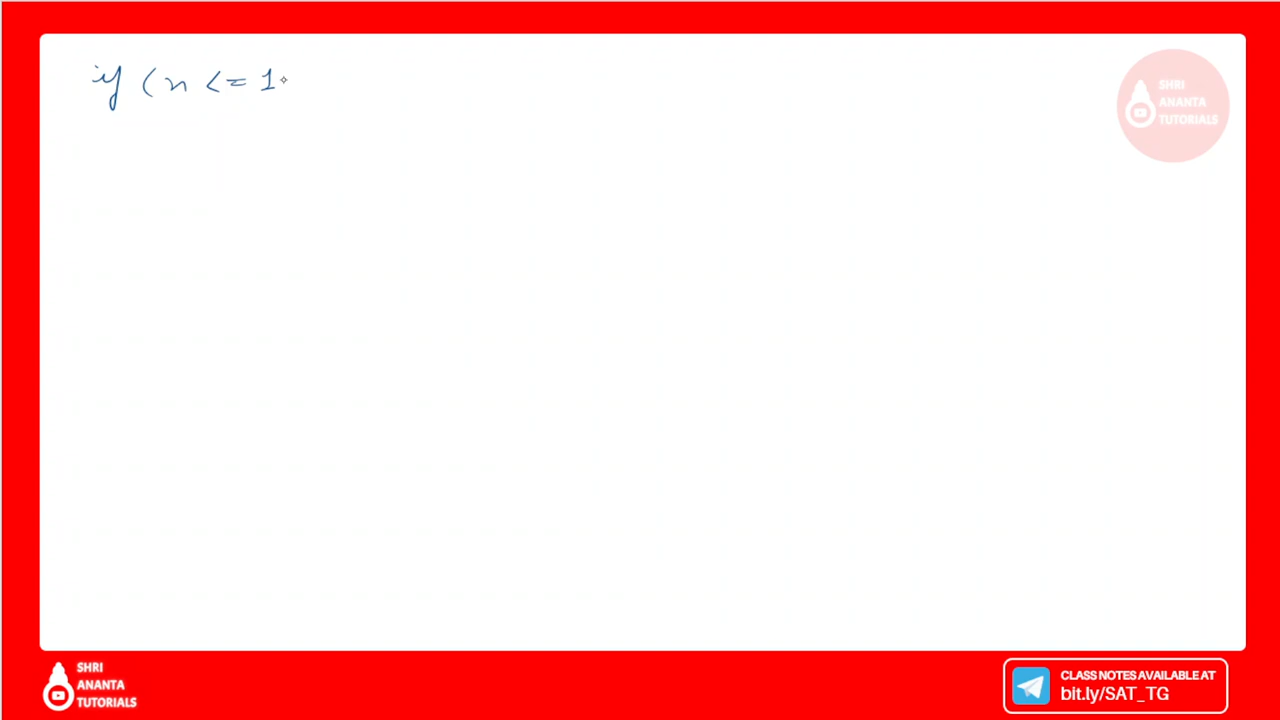 if (n <= 1
SHRI
ANANTA
TUTORIALS
SHRI
ANANTA
TUTORIALS
CLASS NOTES AVAILABLE AT
bit.ly/SAT_TG